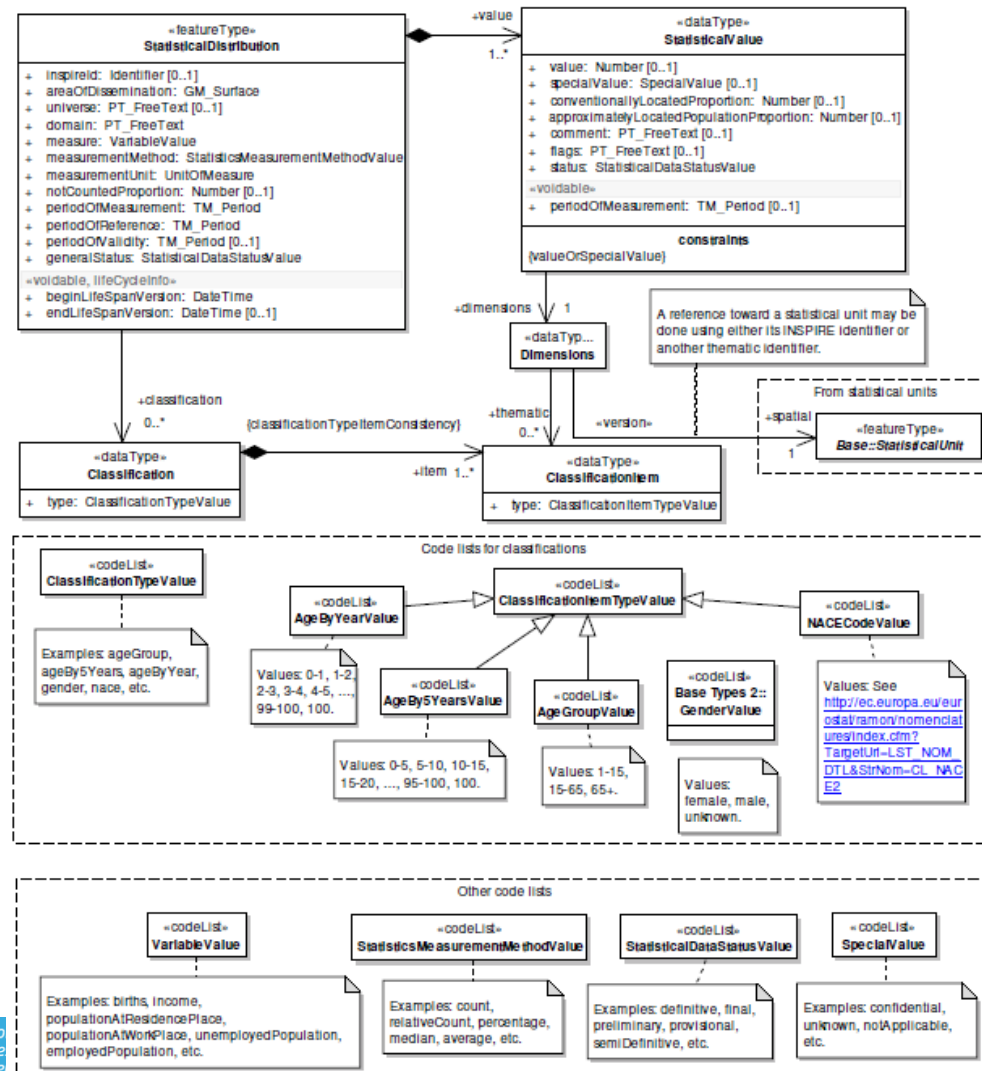 «featureType»
StatisticalDistribution
+ inspireId: Identifier [0..1]
+ areaOfDissemination: GM_Surface
+ universe: PT_FreeText [0..1]
+ domain: PT_FreeText
+ measure: VariableValue
+ measurementMethod: StatisticsMeasurementMethodValue
+ measurementUnit: UnitOfMeasure
+ notCountedProportion: Number [0..1]
+ periodOfMeasurement: TM_Period
+ periodOfReference: TM_Period
+ periodOfValidity: TM_Period [0..1]
+ generalStatus: StatisticalDataStatusValue
«voidable, lifeCycleInfo»
+ beginLifeSpanVersion: DateTime
+ endLifeSpanVersion: DateTime [0..1]
+value
1..*
«dataType»
StatisticalValue
+ value: Number [0..1]
+ specialValue: SpecialValue [0..1]
+ conventionallyLocatedProportion: Number [0..1]
+ approximatelyLocatedPopulationProportion: Number [0..1]
+ comment: PT_FreeText [0..1]
+ flags: PT_FreeText [0..1]
+ status: StatisticalDataStatusValue
«voidable»
+ periodOfMeasurement: TM_Period [0..1]
constraints
{valueOrSpecialValue}
+dimensions 1
«dataTyp...
Dimensions
A reference toward a statistical unit may be
done using either its INSPIRE identifier or
another thematic identifier.
+classification
0..*
{classificationTypeItemConsistency}
+item 1..*
+thematic
0..*
«version»
From statistical units
+spatial
1
«featureType»
Base::StatisticalUnit
«dataType»
Classification
+ type: ClassificationTypeValue
«dataType»
ClassificationItem
+ type: ClassificationItemTypeValue
Code lists for classifications
«codeList»
ClassificationTypeValue
Examples: ageGroup,
ageBy5Years, ageByYear,
gender, nace, etc.
«codeList»
AgeByYearValue
Values: 0-1, 1-2,
2-3, 3-4, 4-5, ...,
99-100, 100.
«codeList»
ClassificationItemTypeValue
«codeList»
AgeBy5YearsValue
Values: 0-5, 5-10, 10-15,
15-20, ..., 95-100, 100.
«codeList»
AgeGroupValue
Values: 1-15,
15-65, 65+.
«codeList»
Base Types 2::
GenderValue
Values:
female, male,
unknown.
«codeList»
NACECodeValue
Values: See
http://ec.europa.eu/eur
ostat/ramon/nomenclat
ures/index.cfm?
TargetUrl=LST_NOM_
DTL&StrNom=CL_NAC
E2
Other code lists
«codeList»
VariableValue
Examples: births, income,
populationAtResidencePlace,
populationAtWorkPlace, unemployedPopulation,
employedPopulation, etc.
«codeList»
StatisticsMeasurementMethodValue
Examples: count,
relativeCount, percentage,
median, average, etc.
«codeList»
StatisticalDataStatusValue
Examples: definitive, final,
preliminary, provisional,
semiDefinitive, etc.
«codeList»
SpecialValue
Examples: confidential,
unknown, notApplicable,
etc.